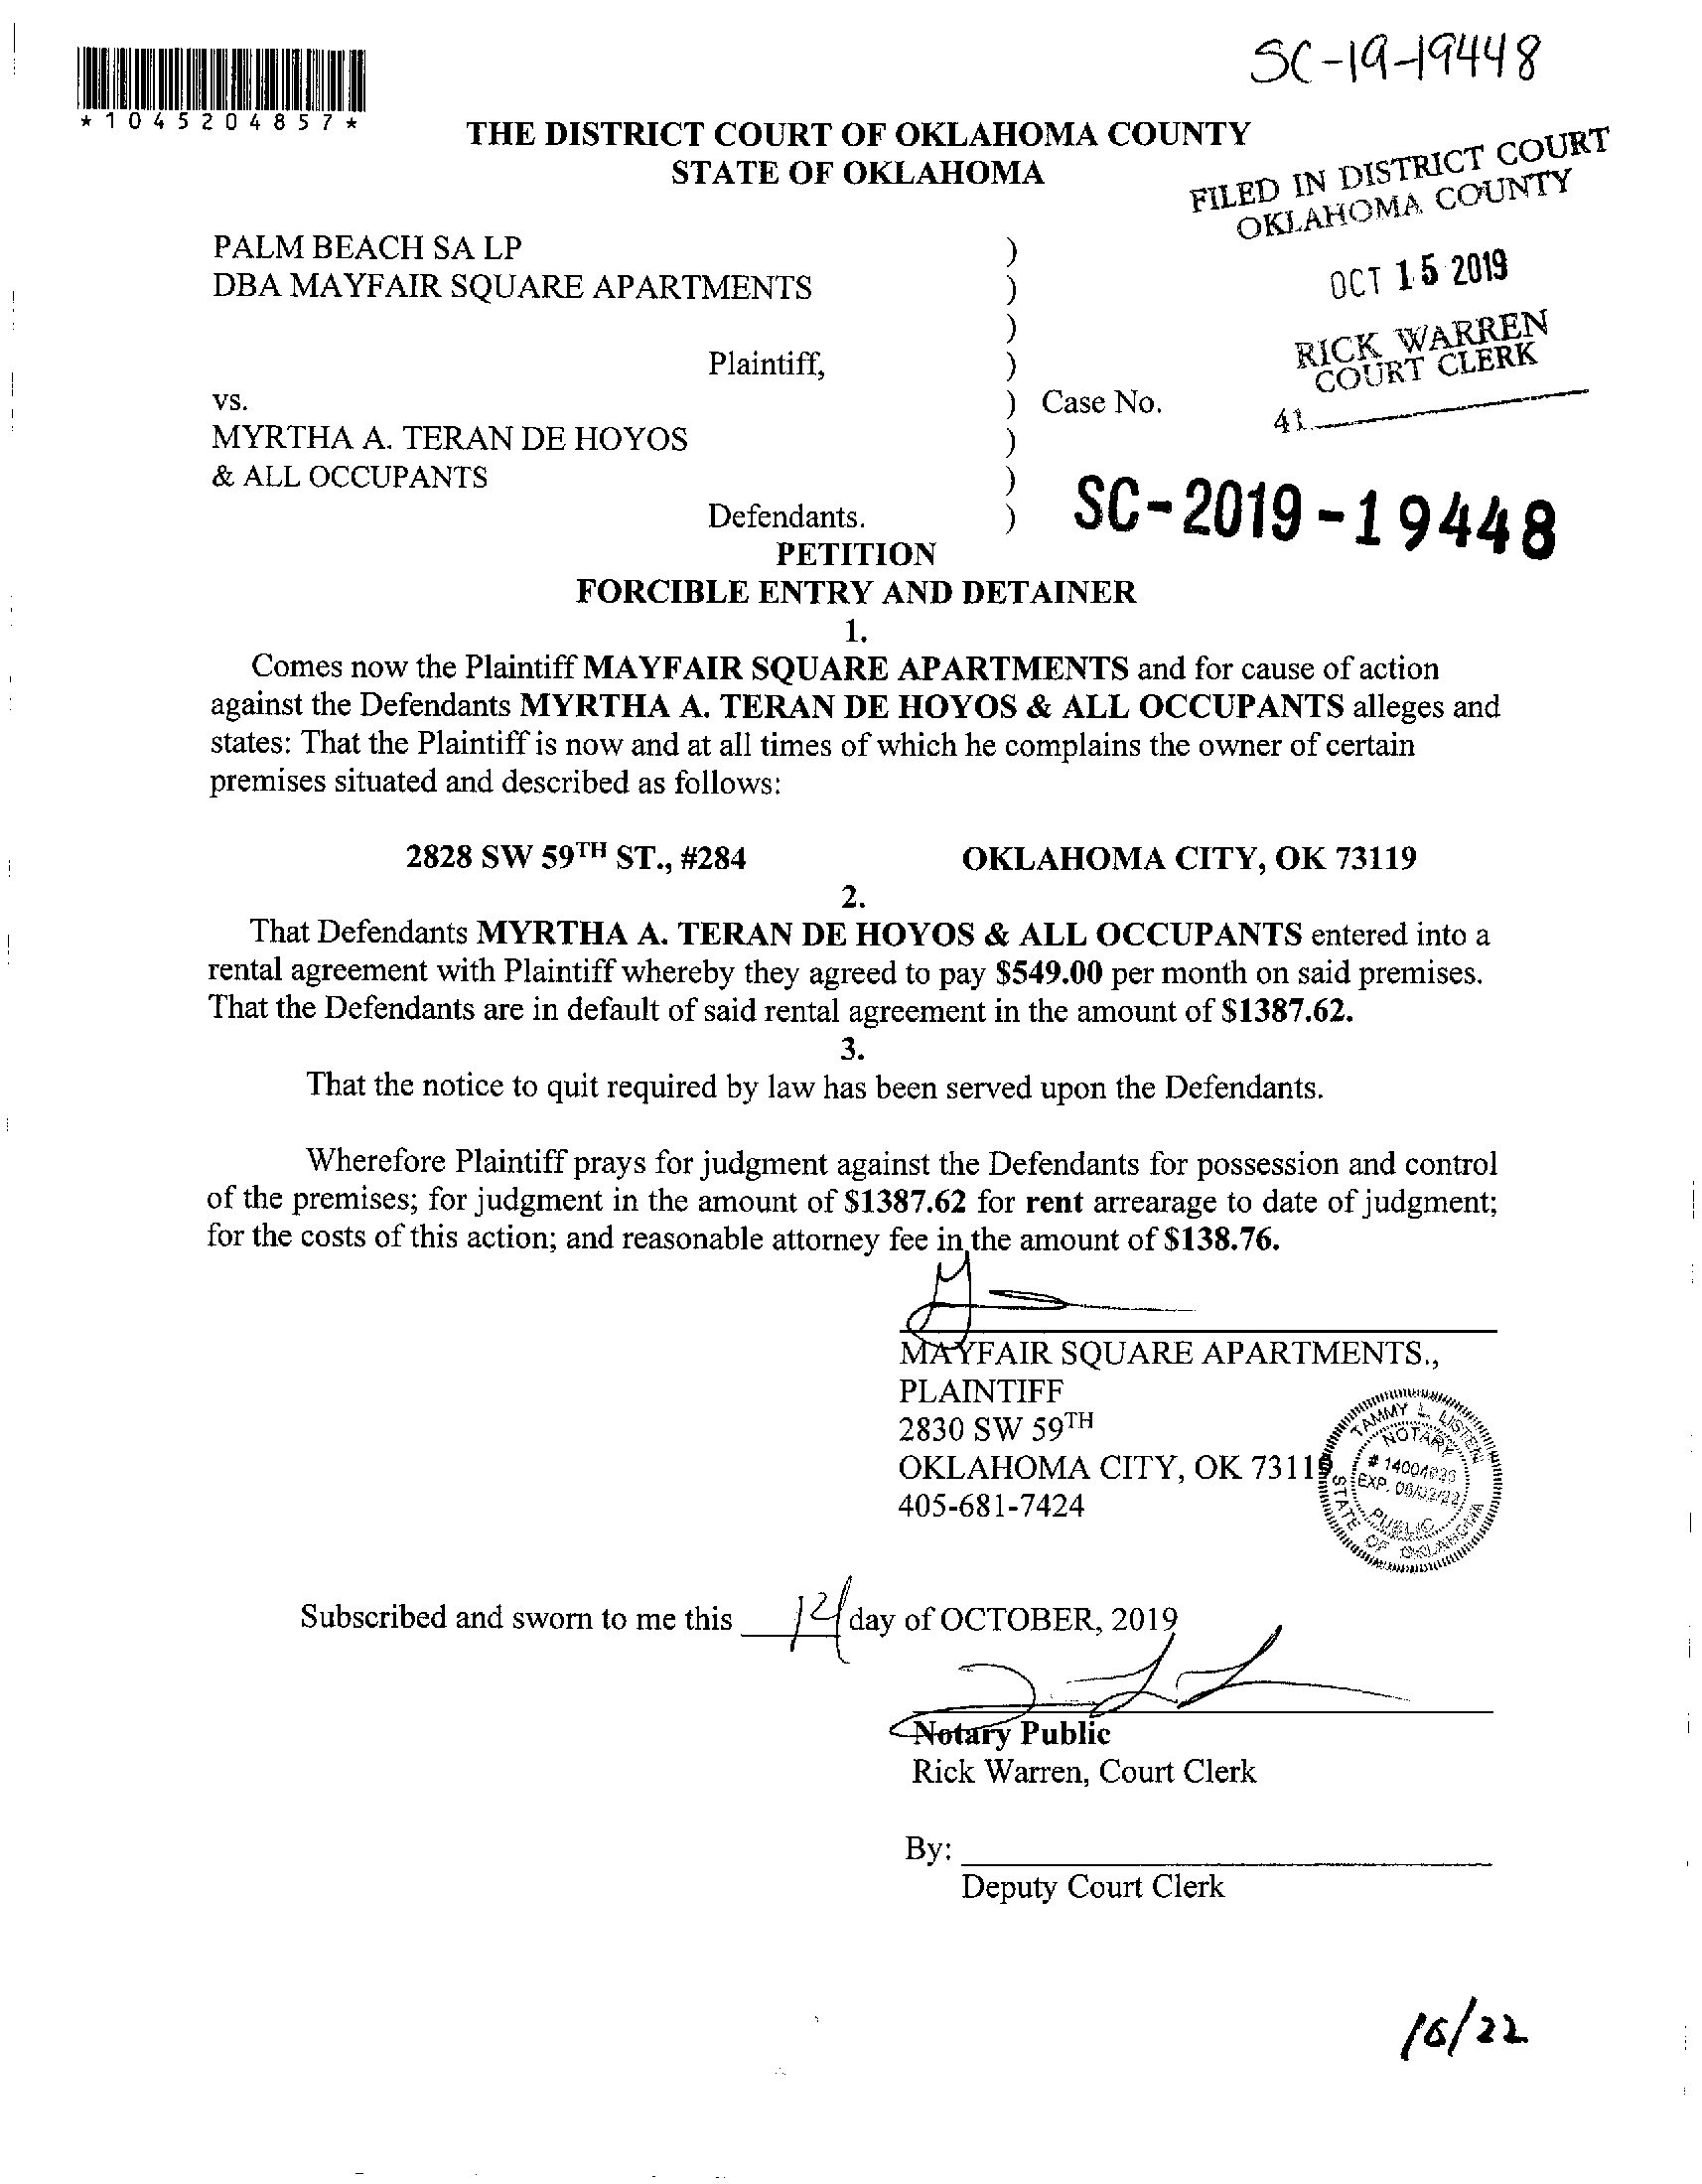 SC-19-19448
*1045204857*
THE DISTRICT COURT OF OKLAHOMA COUNTY
STATE OF OKLAHOMA
FILED IN DISTRICT COURT
OKLAHOMA COUNTY
OCT 15 2019
RICK WARREN
COURT CLERK
41
PALM BEACH SA LP )
DBA MAYFAIR SQUARE APARTMENTS )
)
Plaintiff, )
vs. ) Case No.
MYRTHA A. TERAN DE HOYOS )
& ALL OCCUPANTS )
Defendants. )
SC-2019-19448
PETITION
FORCIBLE ENTRY AND DETAINER
1.
Comes now the Plaintiff MAYFAIR SQUARE APARTMENTS and for cause of action
against the Defendants MYRTHA A. TERAN DE HOYOS & ALL OCCUPANTS alleges and
states: That the Plaintiff is now and at all times of which he complains the owner of certain
premises situated and described as follows:
2828 SW 59TH ST., #284 OKLAHOMA CITY, OK 73119
2.
That Defendants MYRTHA A. TERAN DE HOYOS & ALL OCCUPANTS entered into a
rental agreement with Plaintiff whereby they agreed to pay $549.00 per month on said premises.
That the Defendants are in default of said rental agreement in the amount of $1387.62.
3.
That the notice to quit required by law has been served upon the Defendants.
Wherefore Plaintiff prays for judgment against the Defendants for possession and control
of the premises; for judgment in the amount of $1387.62 for rent arrearage to date of judgment;
for the costs of this action; and reasonable attorney fee in the amount of $138.76.
MAYFAIR SQUARE APARTMENTS.,
PLAINTIFF
2830 SW 59TH
OKLAHOMA CITY, OK 73119
405-681-7424
TAMMY L. LISTEN
NOTARY
EXP.
PUBLIC
STATE OF OKLAHOMA
Subscribed and sworn to me this 14 day of OCTOBER, 2019
Notary Public
Rick Warren, Court Clerk
By:
Deputy Court Clerk